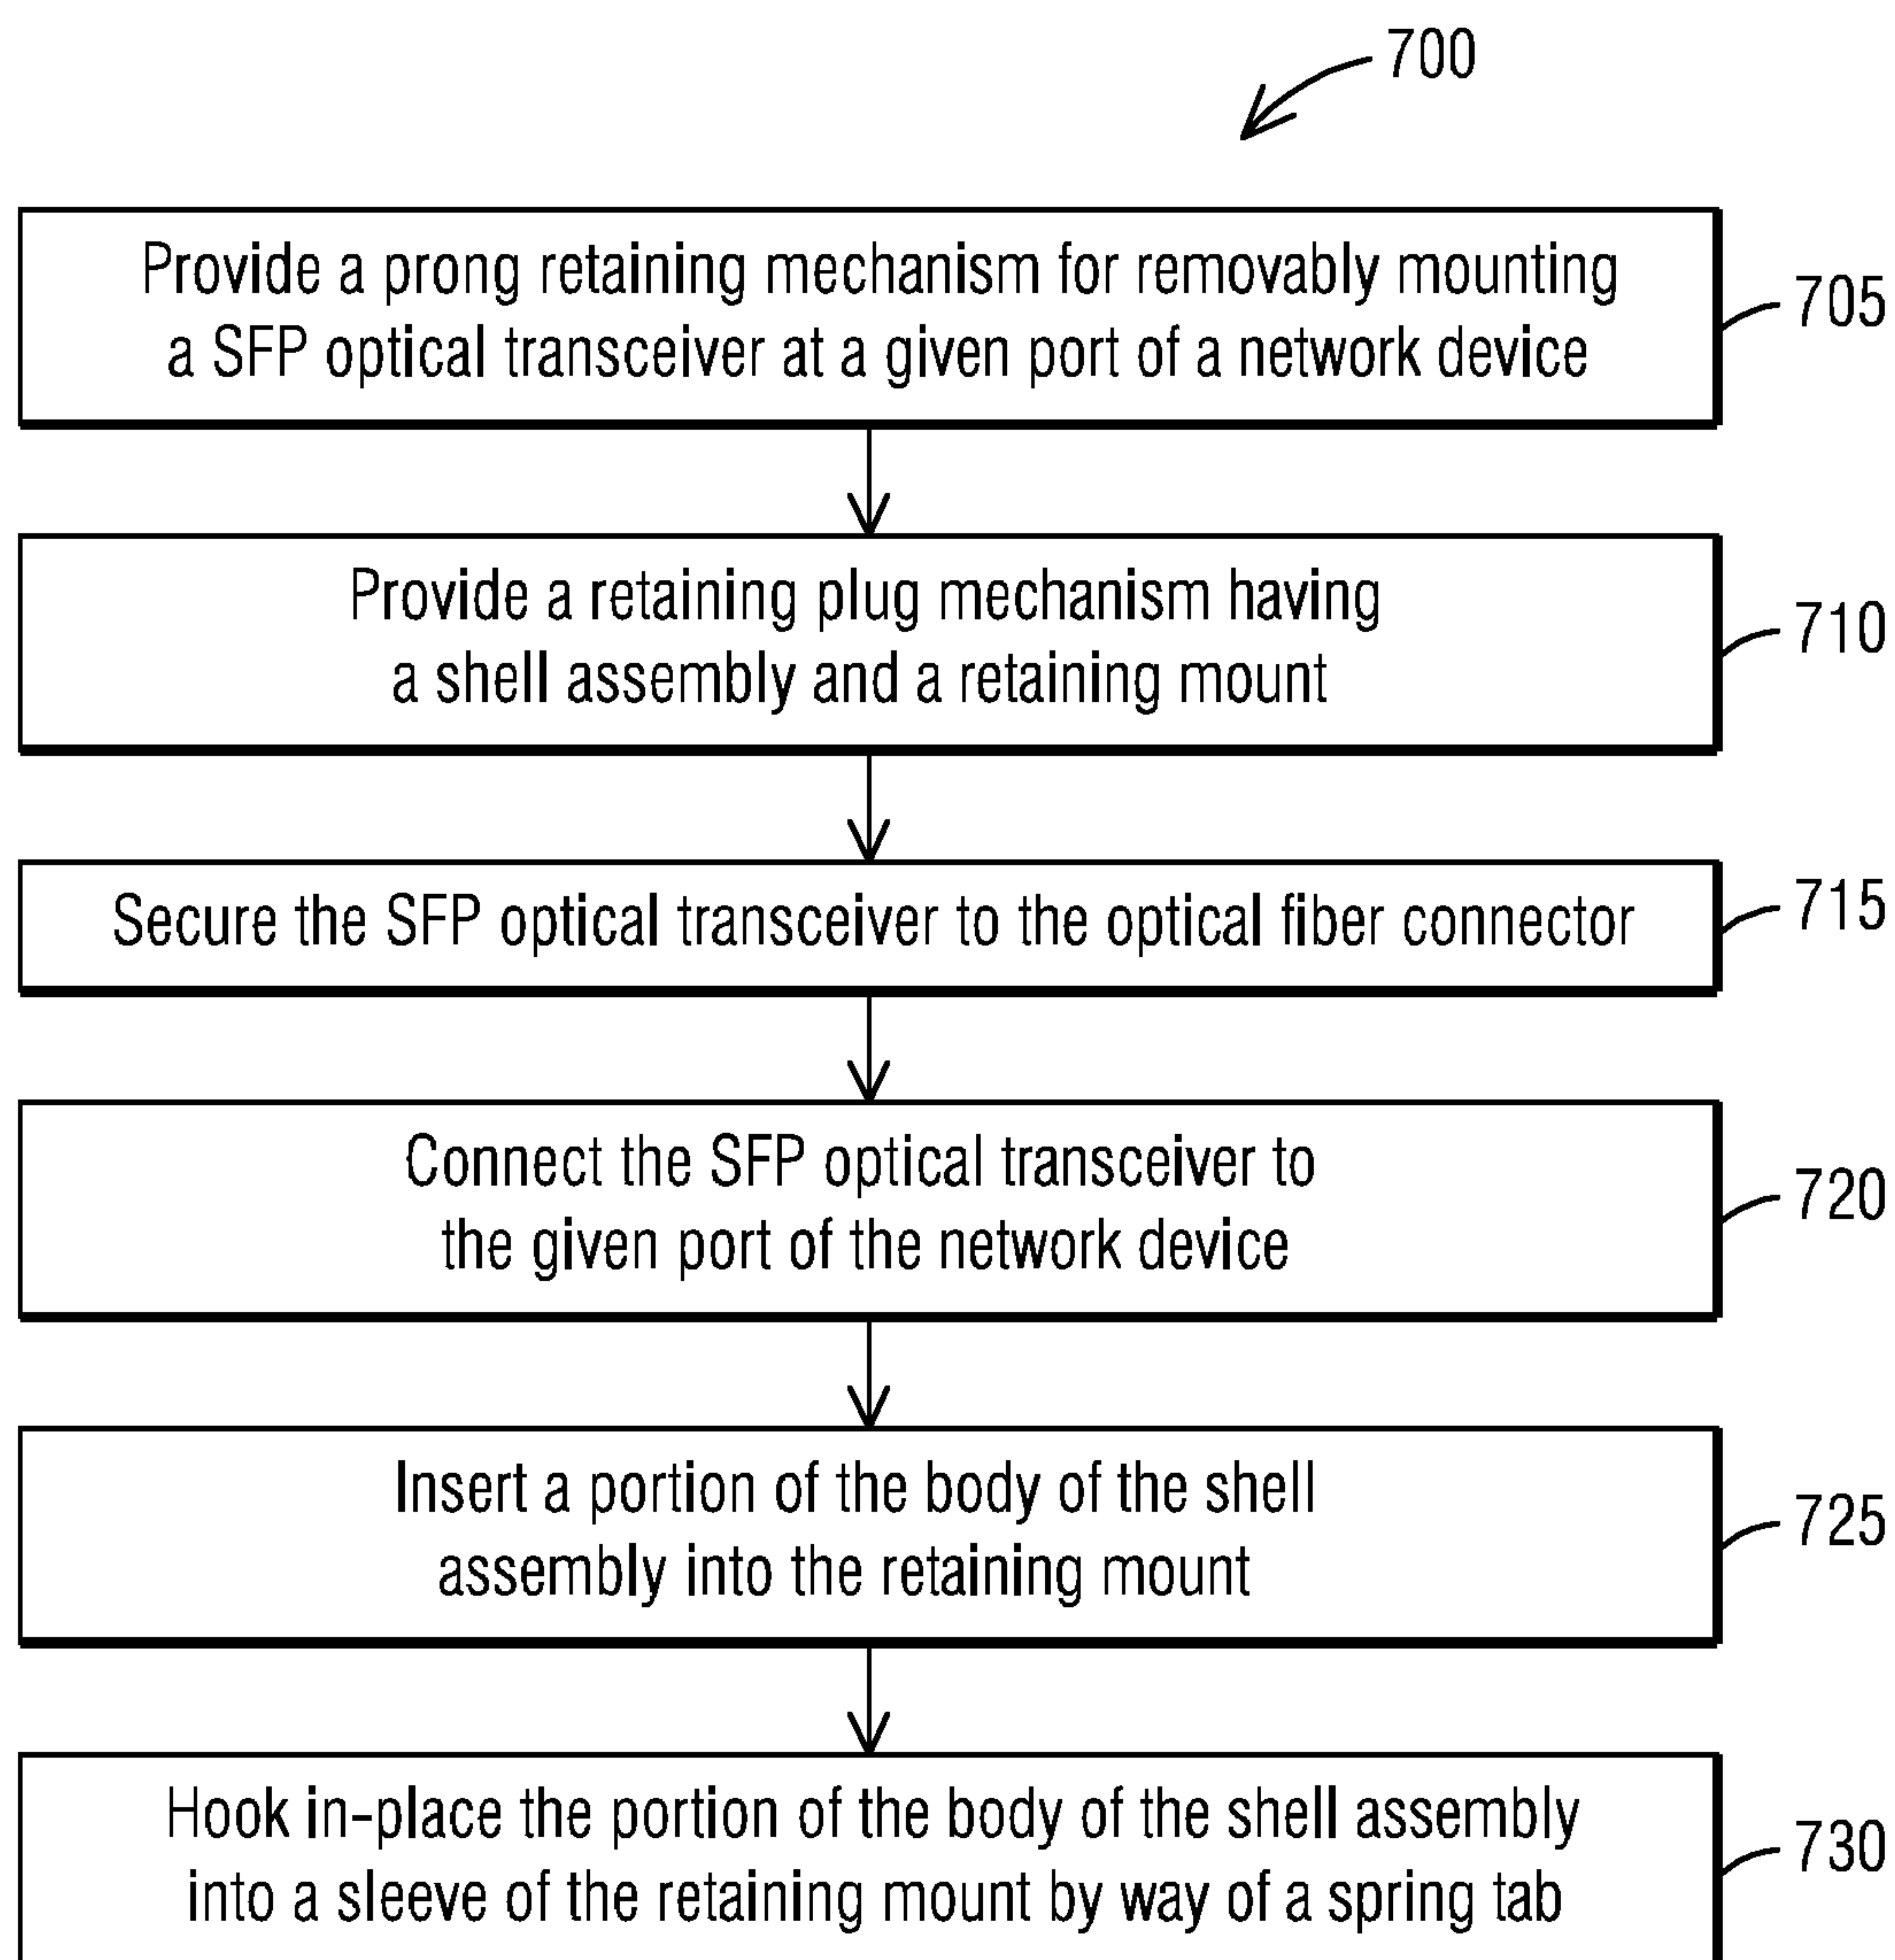 700
Provide a prong retaining mechanism for removably mounting
a SFP optical transceiver at a given port of a network device
705
Provide a retaining plug mechanism having
a shell assembly and a retaining mount
710
Secure the SFP optical transceiver to the optical fiber connector
715
Connect the SFP optical transceiver to
the given port of the network device
720
Insert a portion of the body of the shell
assembly into the retaining mount
725
Hook in-place the portion of the body of the shell assembly
into a sleeve of the retaining mount by way of a spring tab
730